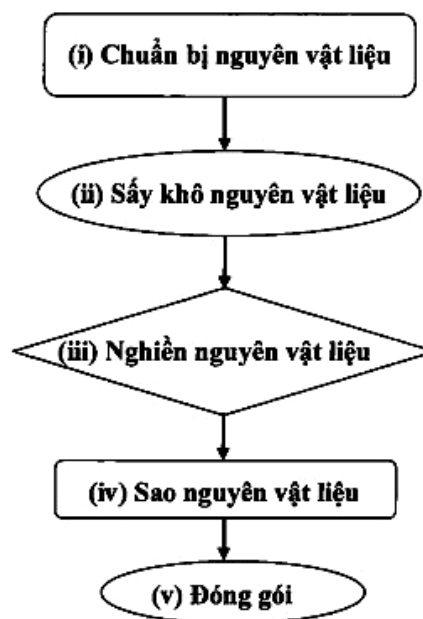 (i) Chuẩn bị nguyên vật liệu
(ii) Sấy khô nguyên vật liệu
(iii) Nghiền nguyên vật liệu
(iv) Sao nguyên vật liệu
(v) Đóng gói